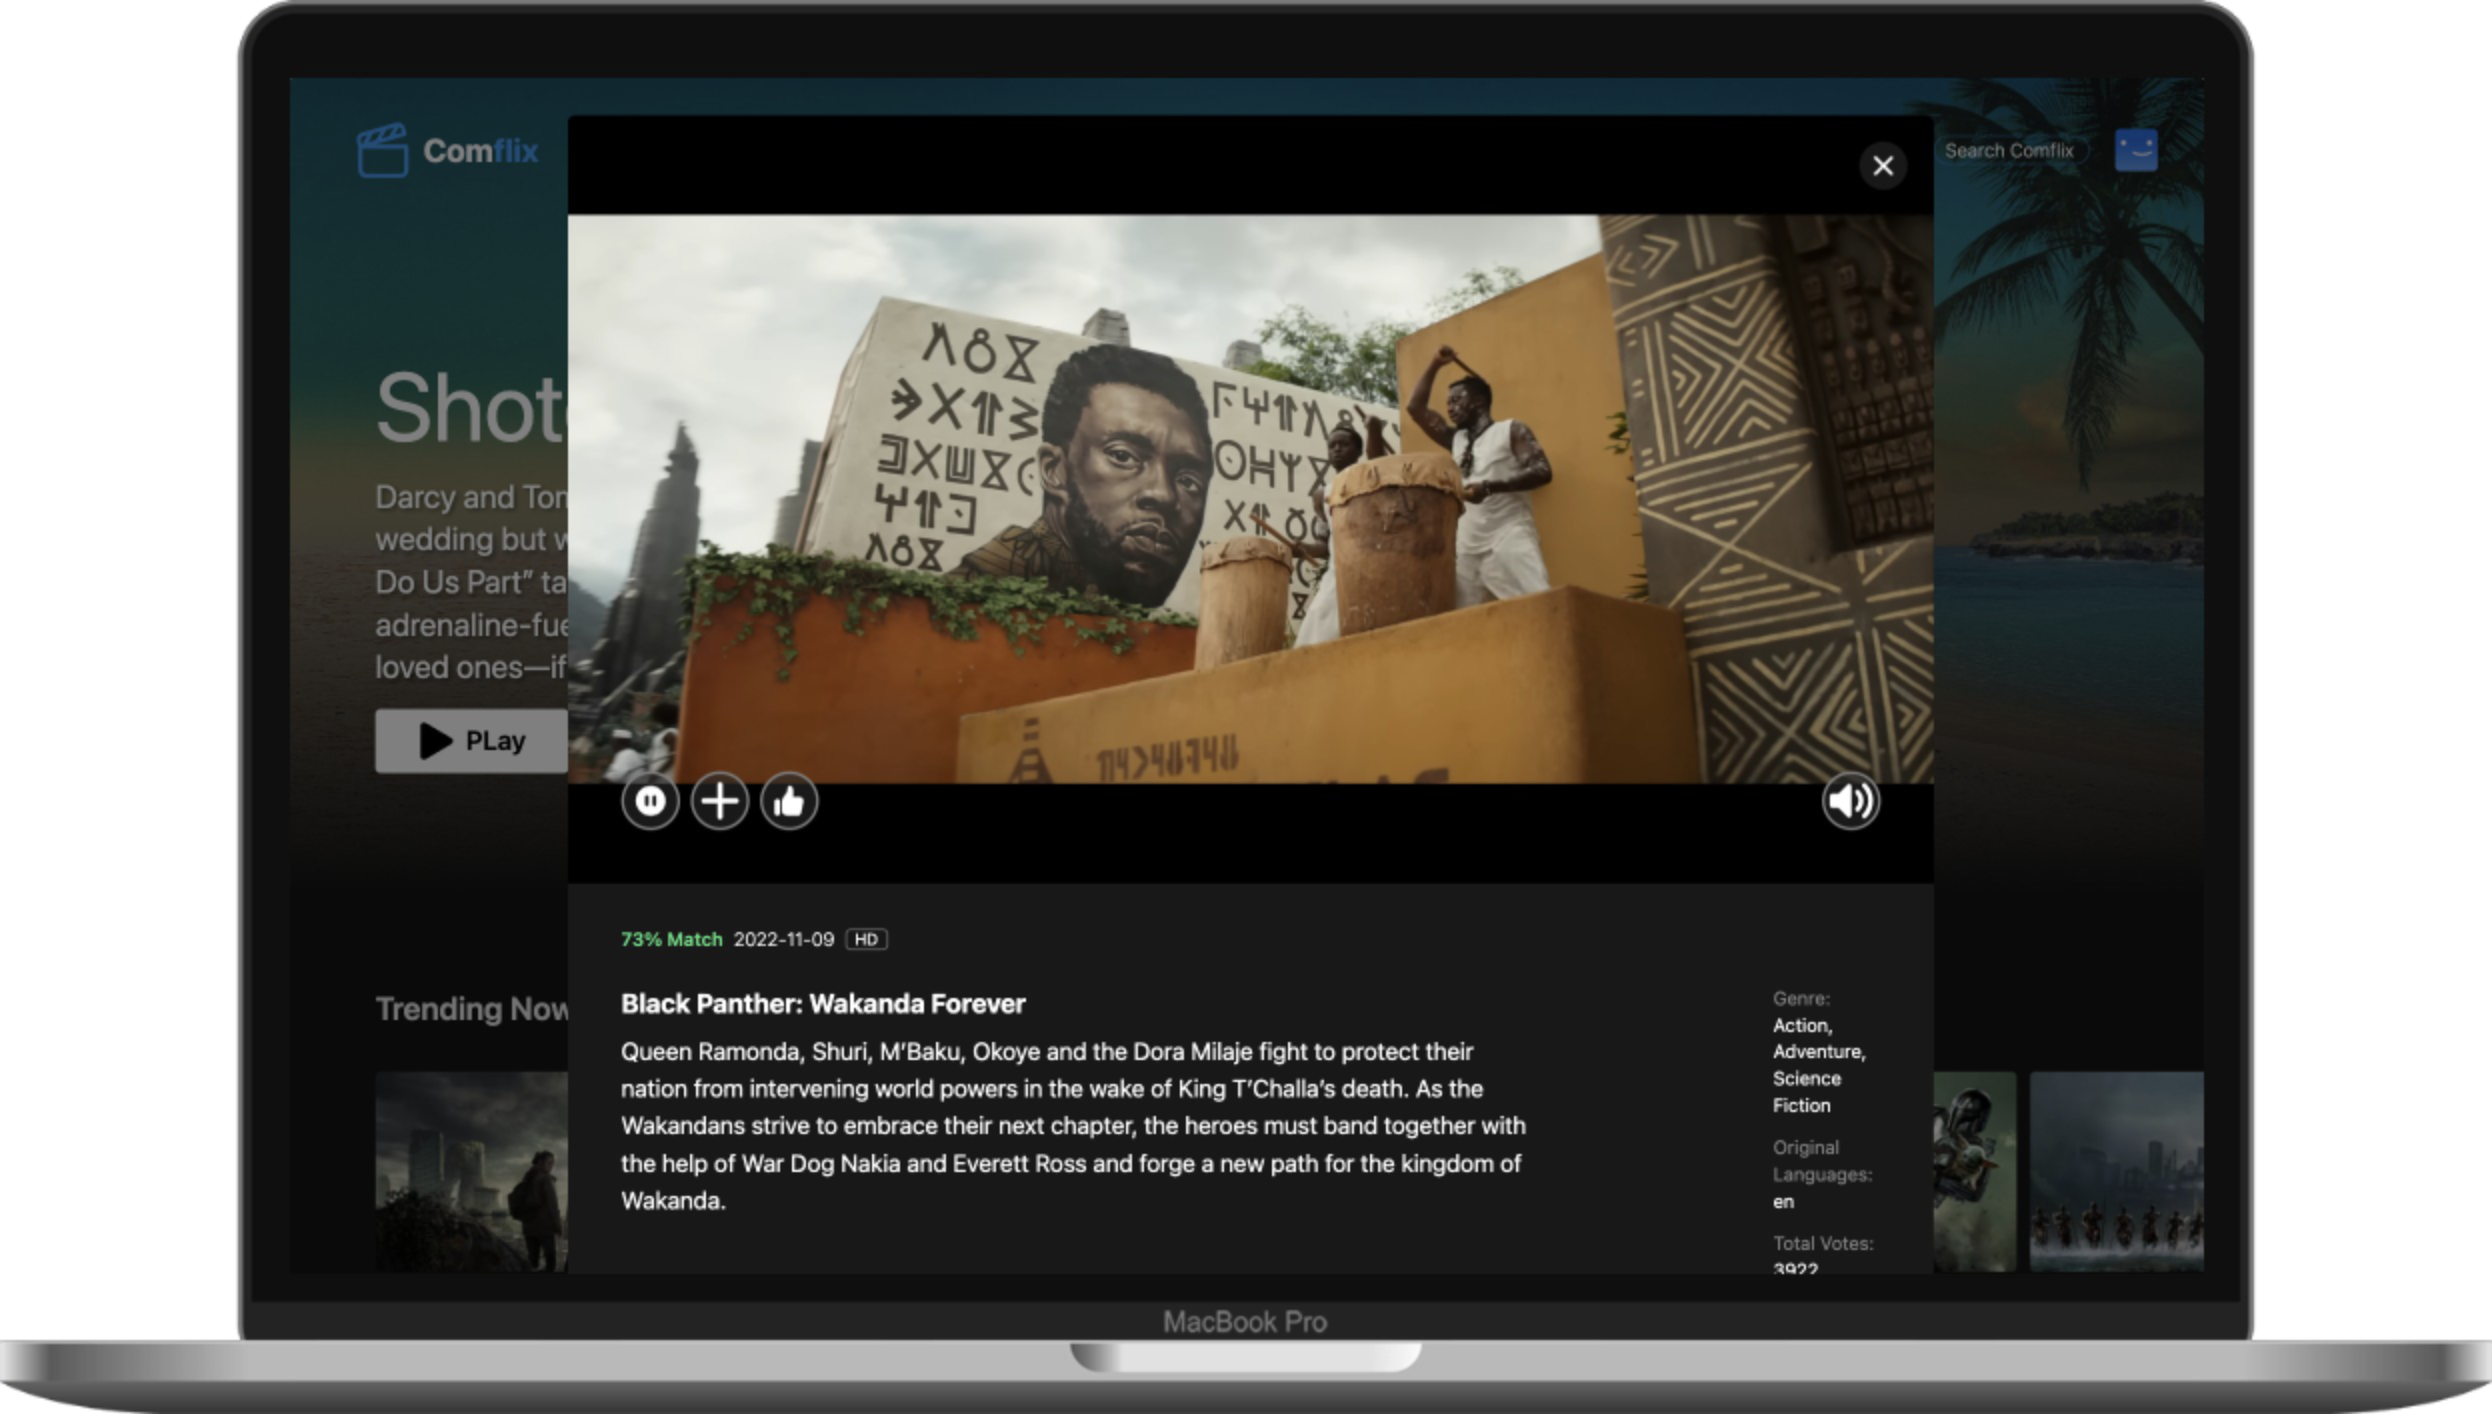 Comflix
Search Comflix
Shot
Darcy and Tom
wedding but w
Do Us Part” ta
adrenaline-fue
loved ones—if
PLay
73% Match 2022-11-09 HD
Black Panther: Wakanda Forever
Queen Ramonda, Shuri, M’Baku, Okoye and the Dora Milaje fight to protect their
nation from intervening world powers in the wake of King T’Challa’s death. As the
Wakandans strive to embrace their next chapter, the heroes must band together with
the help of War Dog Nakia and Everett Ross and forge a new path for the kingdom of
Wakanda.
Genre:
Action,
Adventure,
Science
Fiction
Original
Languages:
en
Total Votes:
3922
Trending Now
MacBook Pro